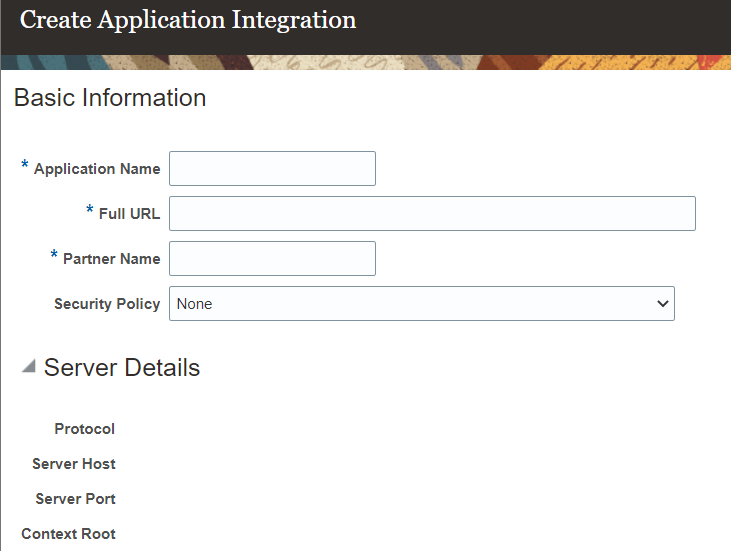 Create Application Integration
Basic Information
* Application Name
* Full URL
* Partner Name
Security Policy None
Server Details
Protocol
Server Host
Server Port
Context Root